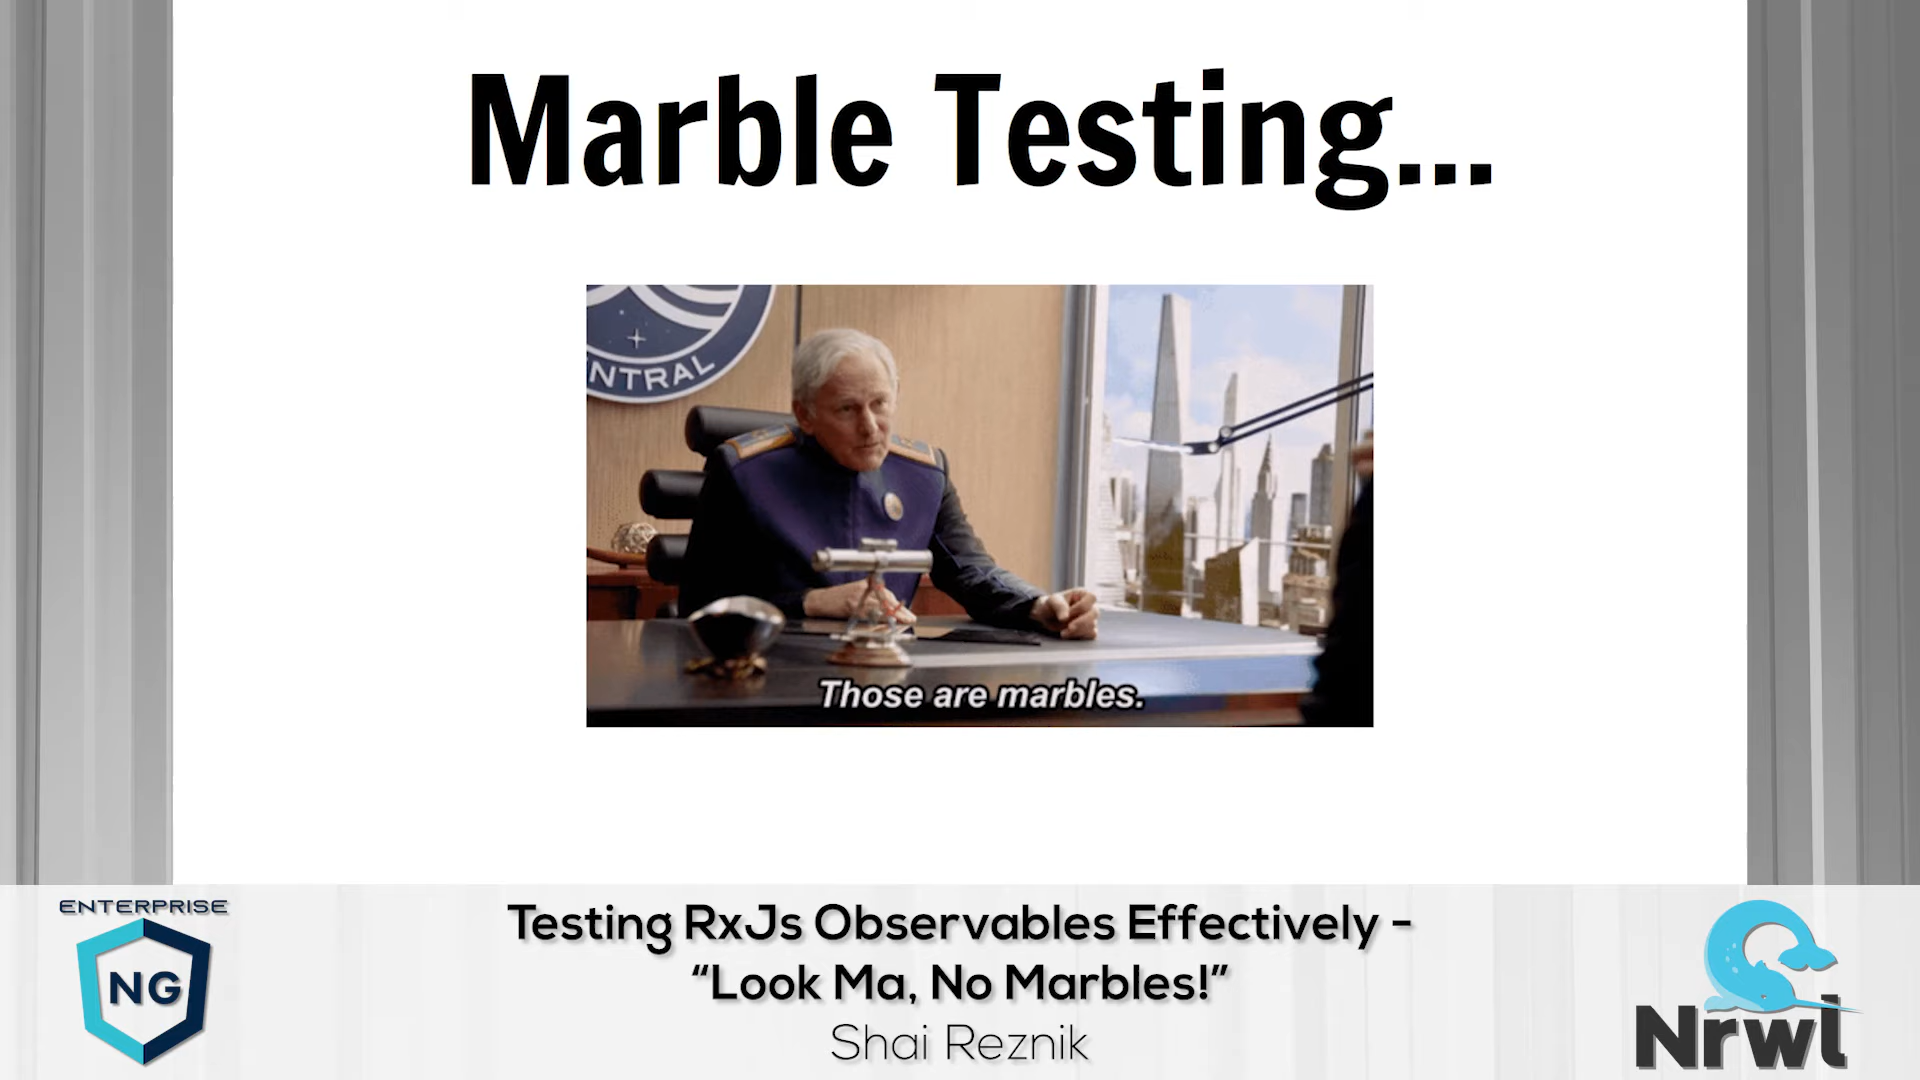 Marble Testing...
NTRAL
Those are marbles.
ENTERPRISE
NG
Testing RxJs Observables Effectively -
“Look Ma, No Marbles!”
Shai Reznik
Nrwl